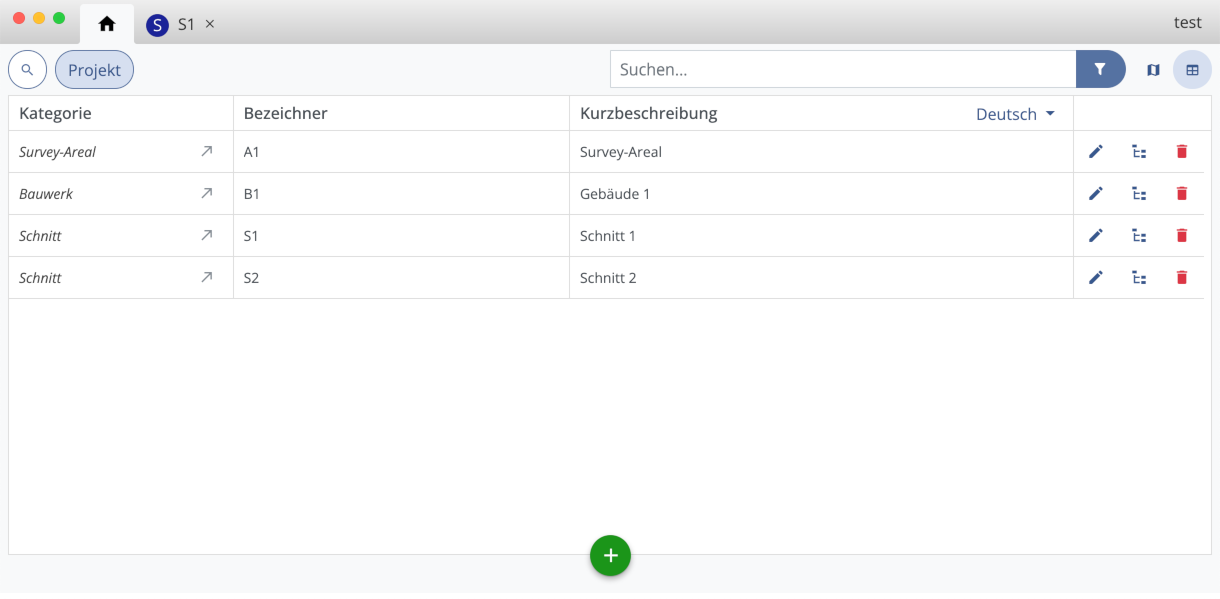 S S1 × test
Projekt Suchen...
Kategorie Bezeichner Kurzbeschreibung Deutsch
Survey-Areal A1 Survey-Areal
Bauwerk B1 Gebäude 1
Schnitt S1 Schnitt 1
Schnitt S2 Schnitt 2